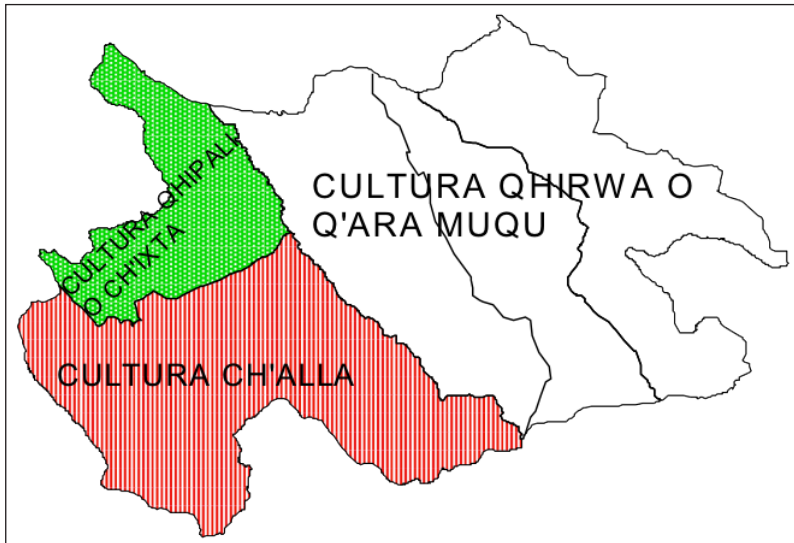 CULTURA QHIPALI
O CH'IXTA
CULTURA QHIRWA O
Q'ARA MUQU
CULTURA CH'ALLA